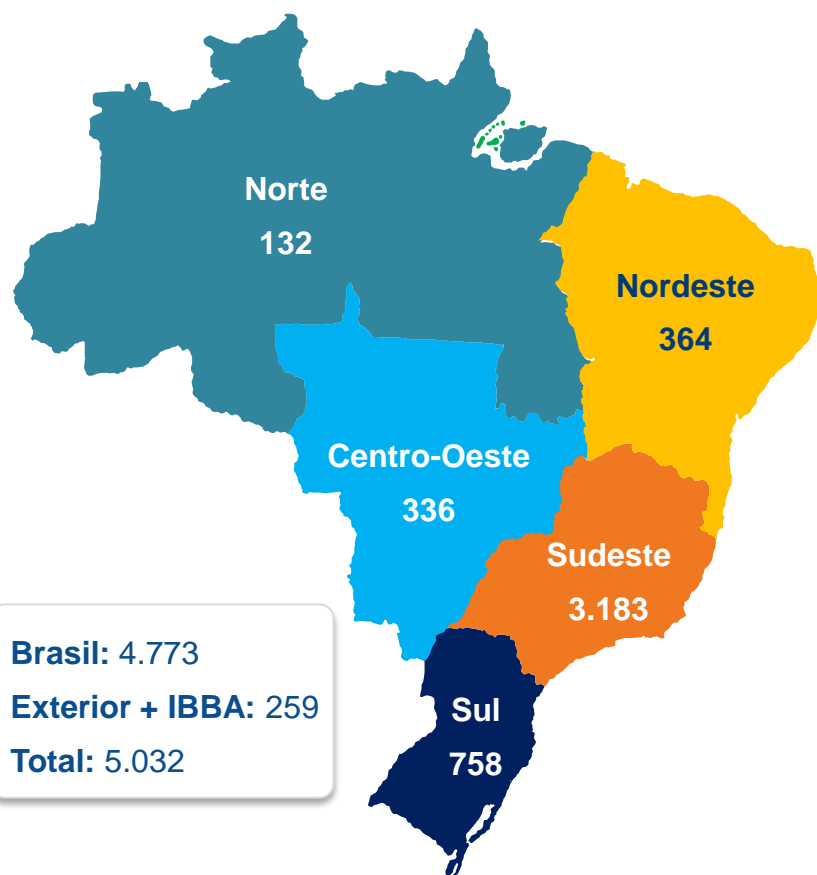 Norte
132
Nordeste
364
Centro-Oeste
336
Sudeste
3.183
Sul
758
Brasil: 4.773
Exterior + IBBA: 259
Total: 5.032